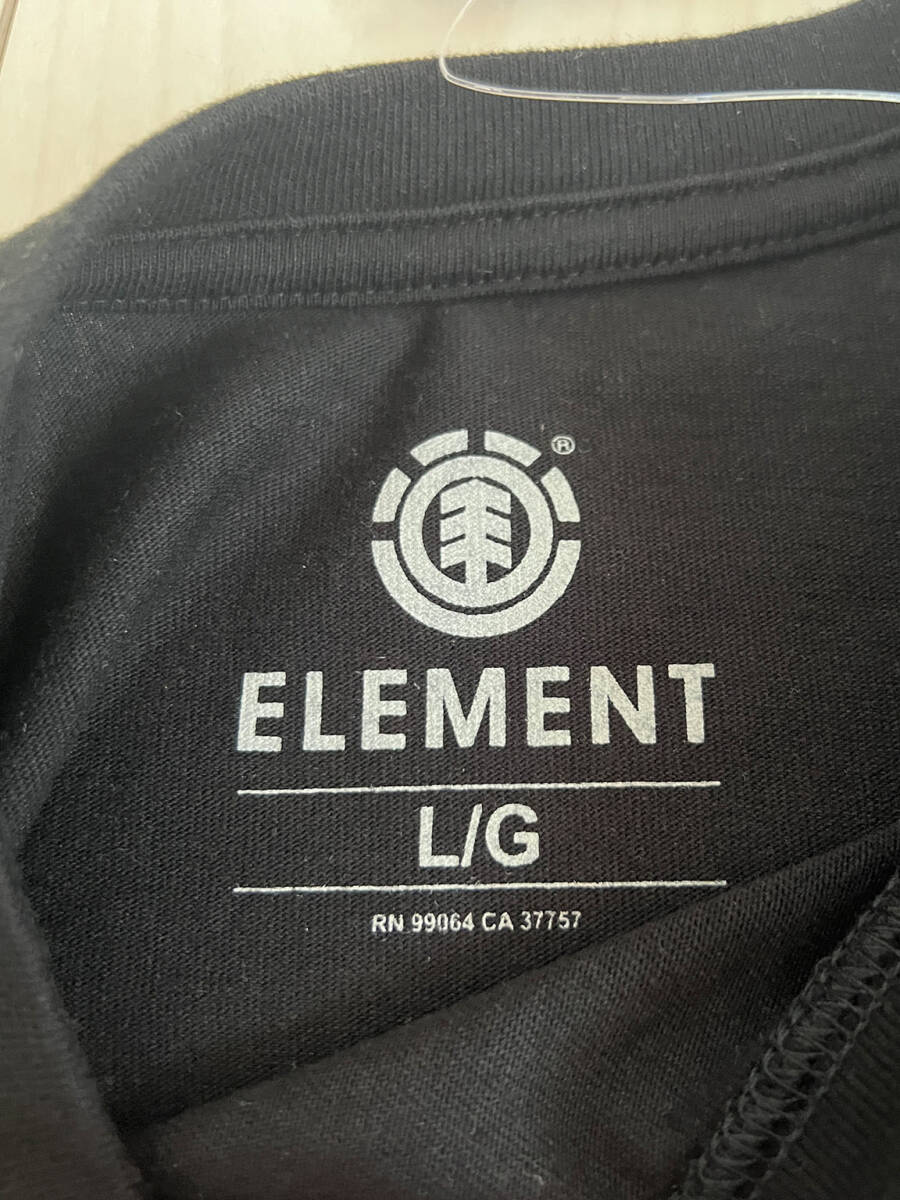 ®
ELEMENT
L/G
RN 99064 CA 37757